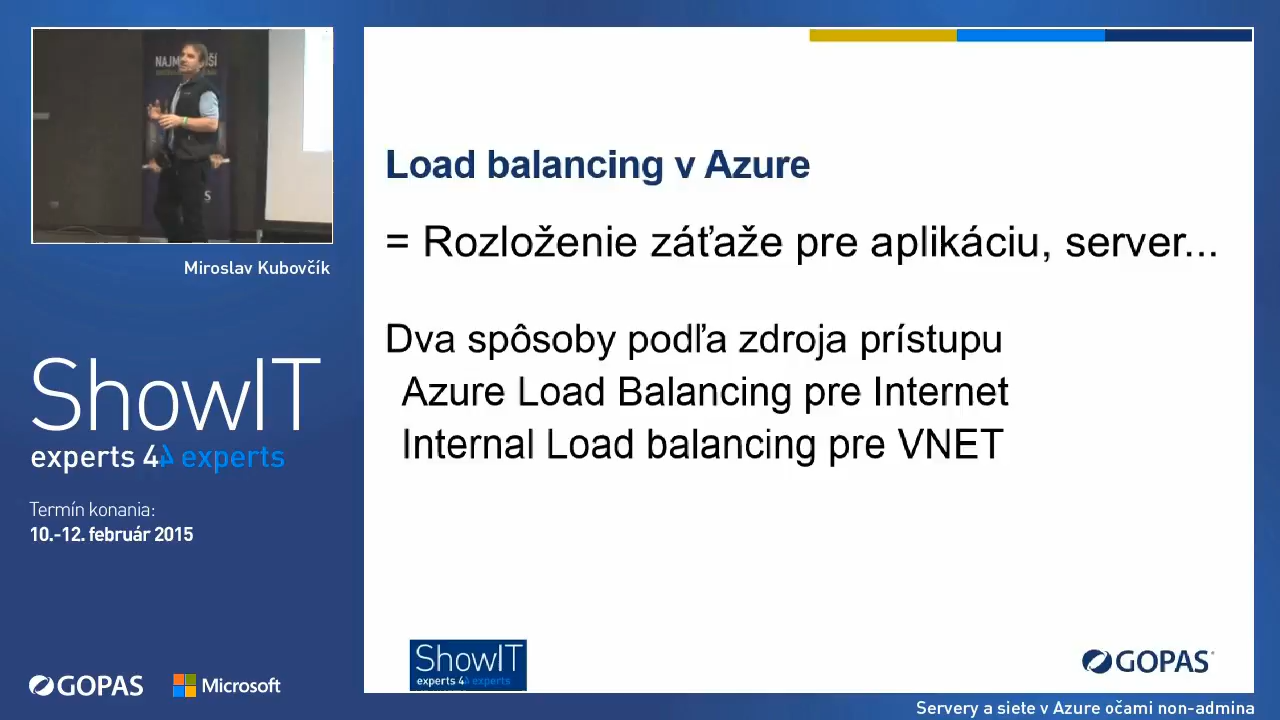 Miroslav Kubovčík
ShowIT
experts 44 experts
Termín konania:
10.-12. február 2015
GOPAS
Microsoft
Load balancing v Azure
= Rozloženie záťaže pre aplikáciu, server...
Dva spôsoby podľa zdroja prístupu
Azure Load Balancing pre Internet
Internal Load balancing pre VNET
ShowIT
experts 44 experts
GOPAS
Servery a siete v Azure očami non-admina